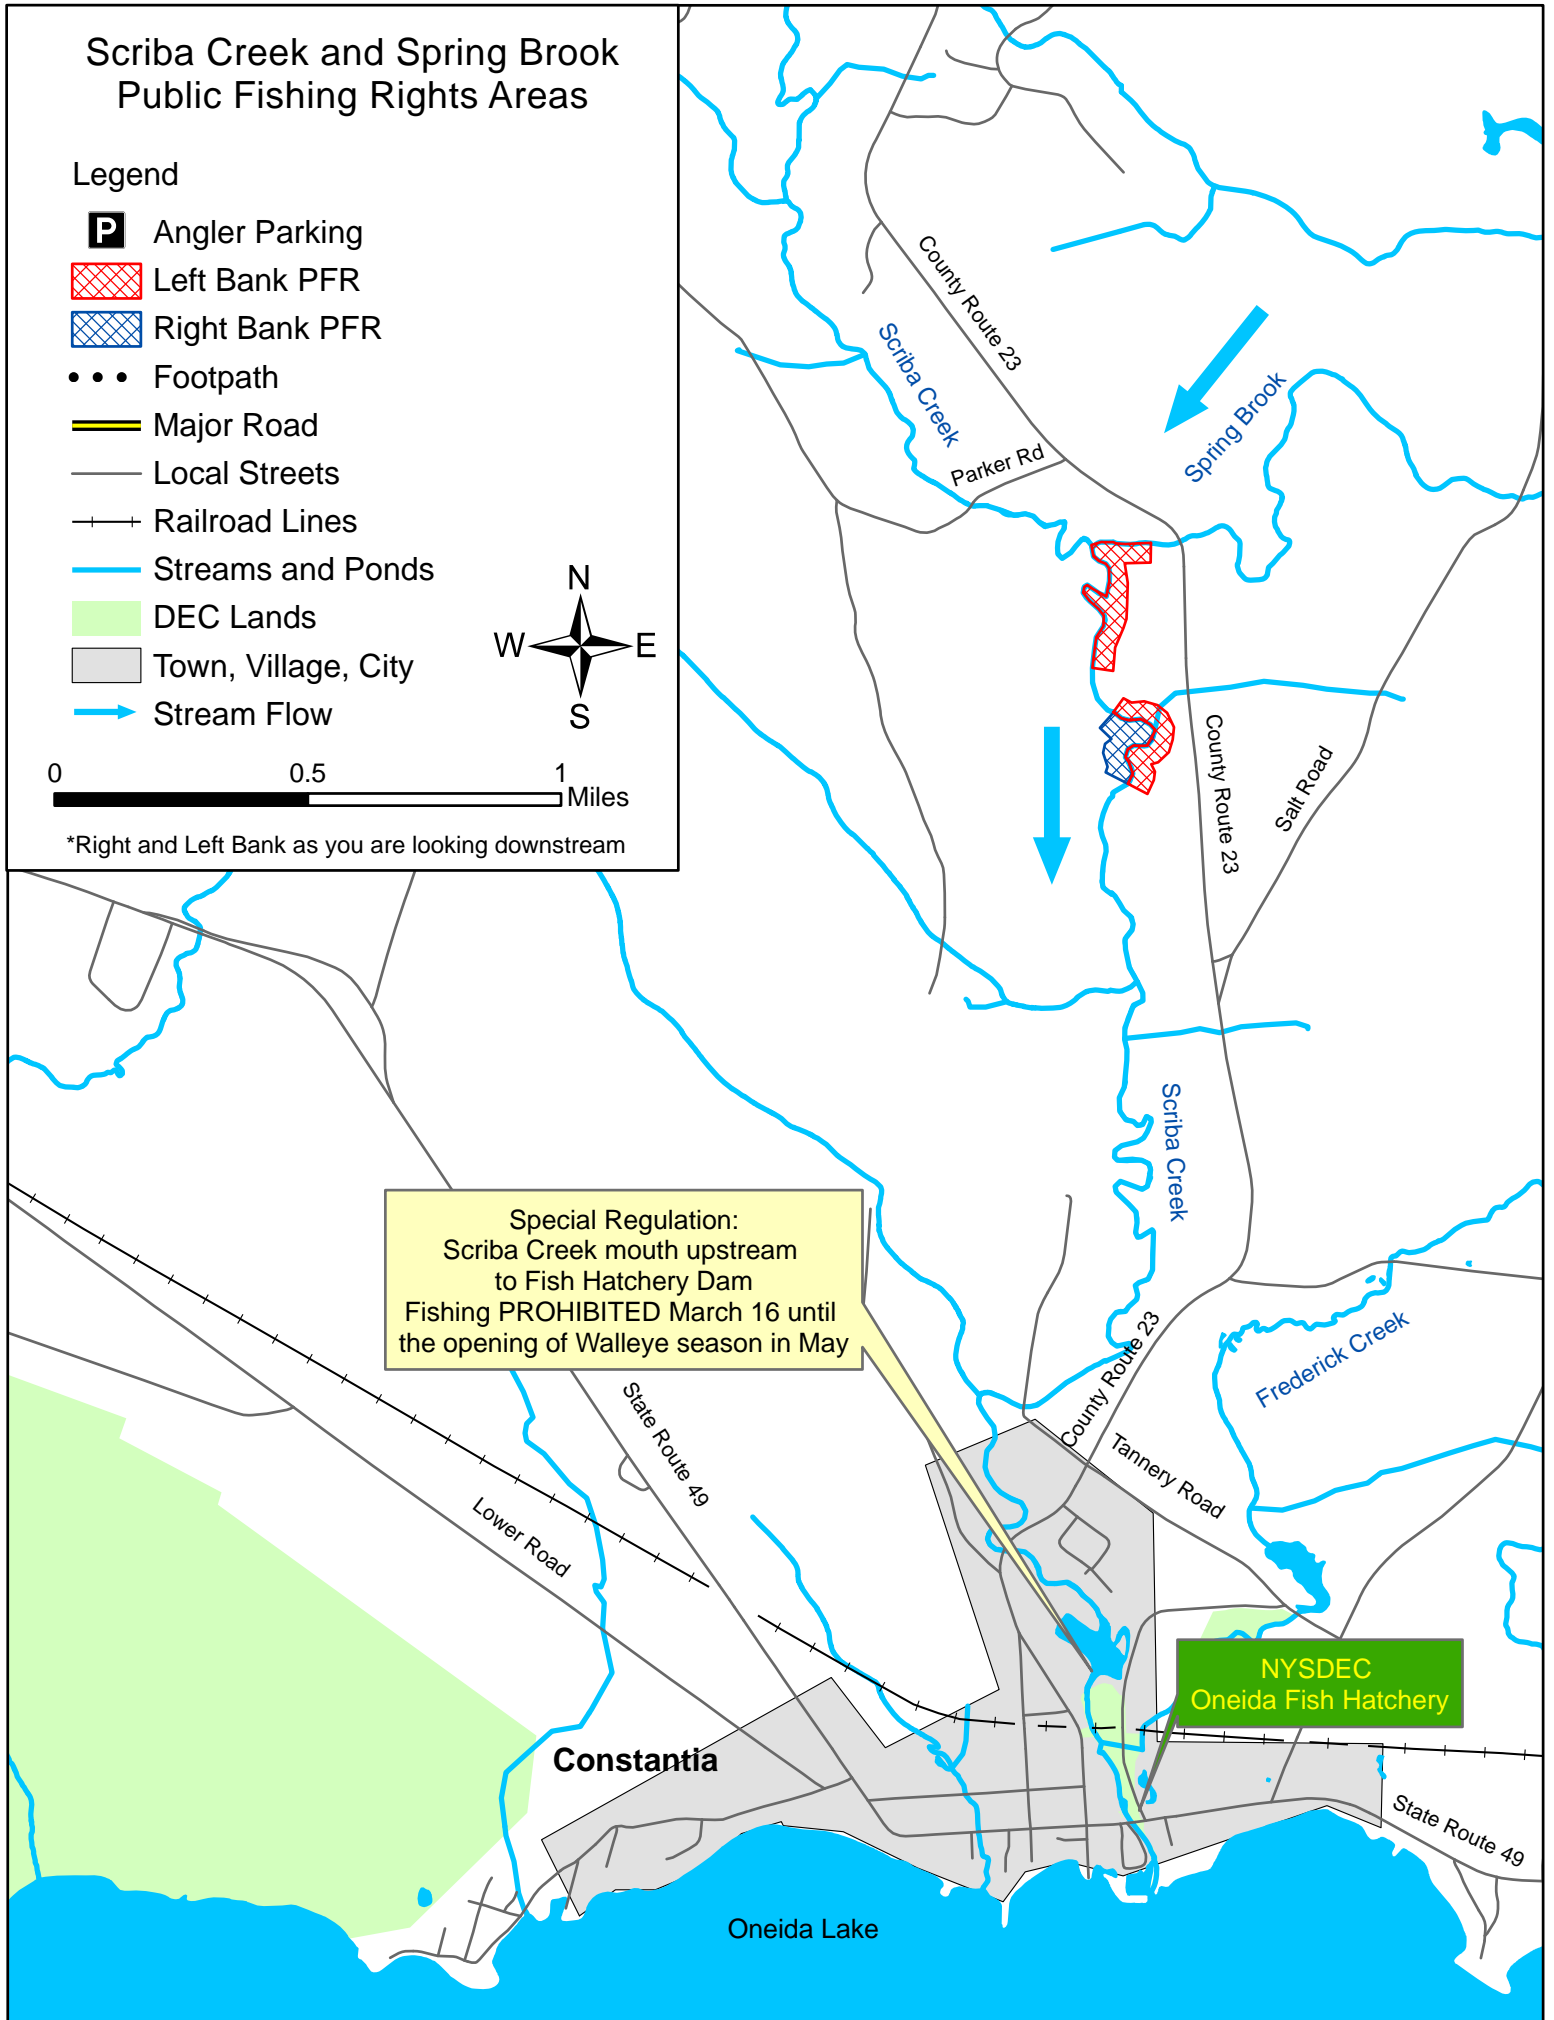 Scriba Creek and Spring Brook
Public Fishing Rights Areas
Legend
P Angler Parking
Left Bank PFR
Right Bank PFR
Footpath
Major Road
Local Streets
Railroad Lines
Streams and Ponds
DEC Lands
Town, Village, City
Stream Flow
N
W E
S
0 0.5 1
Miles
*Right and Left Bank as you are looking downstream
County Route 23
Scriba Creek
Spring Brook
Parker Rd
County Route 23
Salt Road
Scriba Creek
Special Regulation:
Scriba Creek mouth upstream
to Fish Hatchery Dam
Fishing PROHIBITED March 16 until
the opening of Walleye season in May
County Route 23
Frederick Creek
State Route 49
Tannery Road
Lower Road
NYSDEC
Oneida Fish Hatchery
Constantia
State Route 49
Oneida Lake